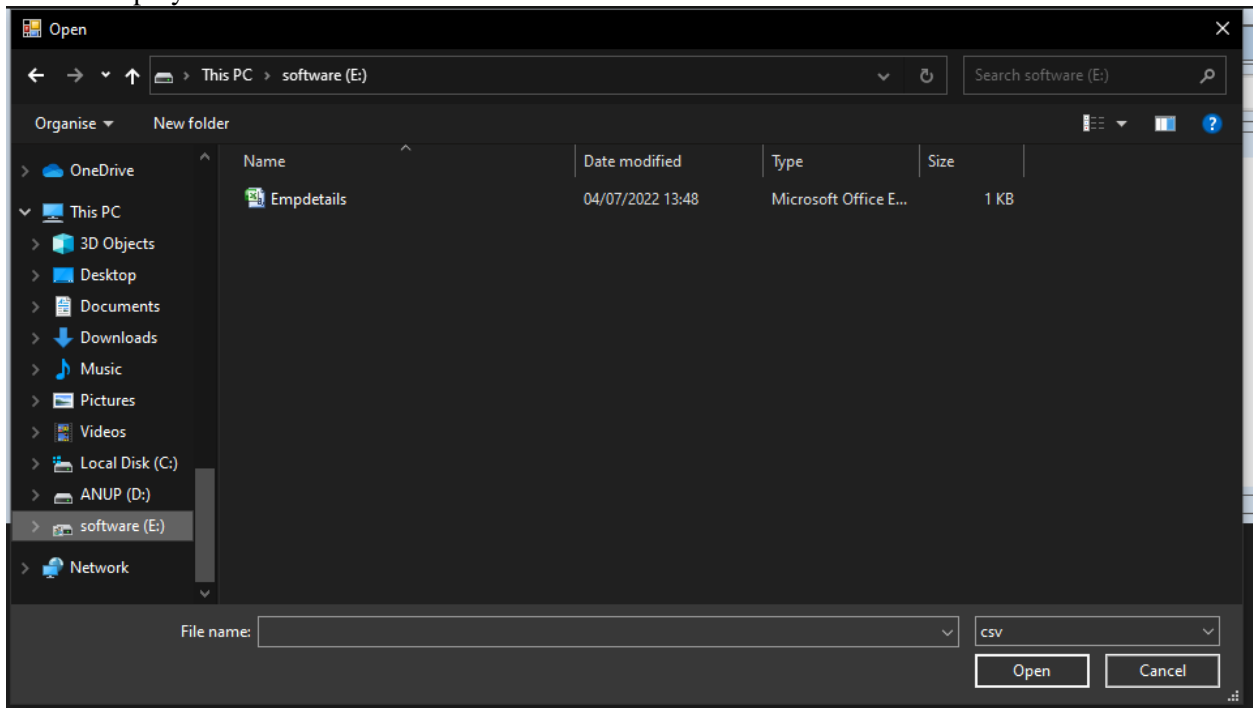 Open
This PC > software (E:)
Search software (E:)
Organise
New folder
Name
Date modified
Type
Size
Empdetails
04/07/2022 13:48
Microsoft Office E...
1 KB
OneDrive
This PC
3D Objects
Desktop
Documents
Downloads
Music
Pictures
Videos
Local Disk (C:)
ANUP (D:)
software (E:)
Network
File name:
csv
Open
Cancel